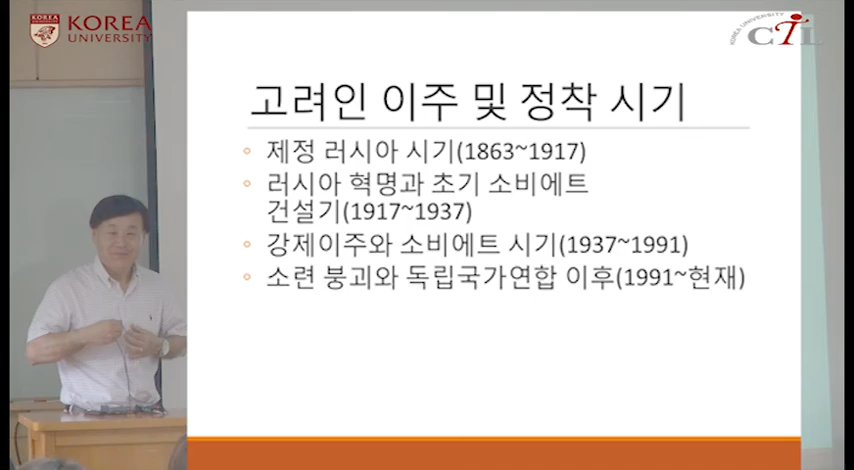 KOREA
KOREA
UNIVERSITY
KOREA UNIVERSITY
CTL
고려인 이주 및 정착 시기
제정 러시아 시기(1863~1917)
러시아 혁명과 초기 소비에트
건설기(1917~1937)
강제이주와 소비에트 시기(1937~1991)
소련 붕괴와 독립국가연합 이후(1991~현재)